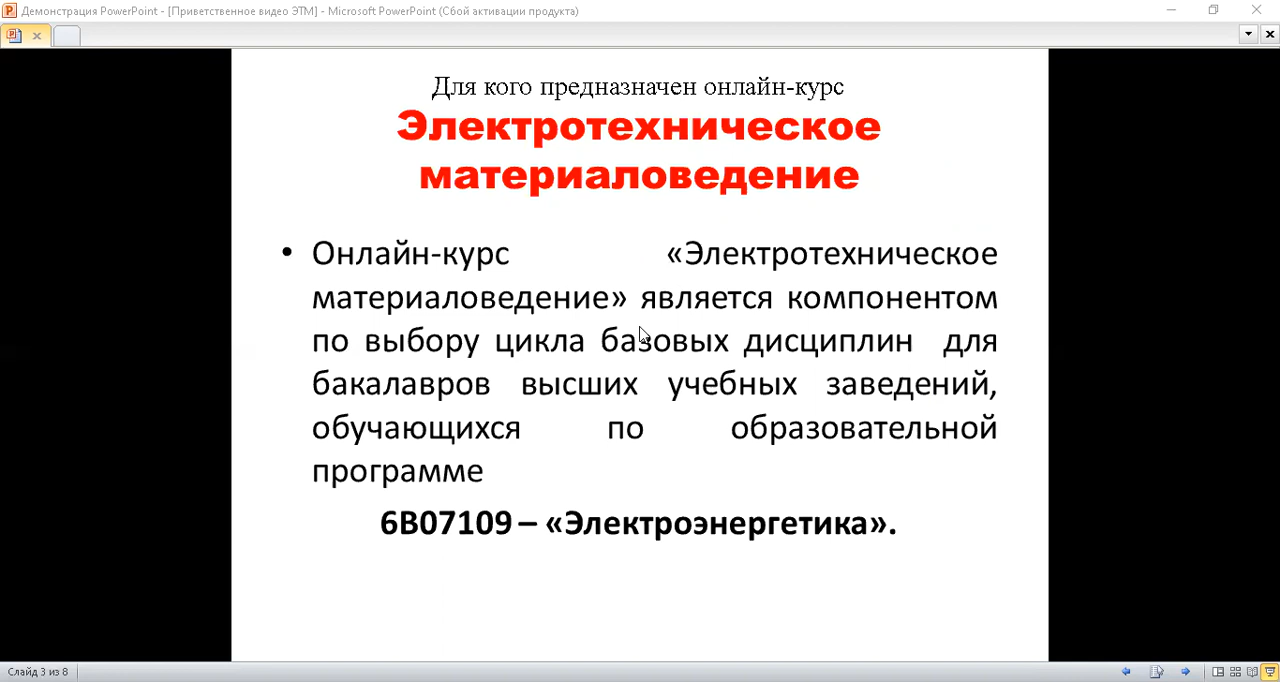 Демонстрация PowerPoint - [Приветственное видео ЭТМ] - Microsoft PowerPoint (Сбой активации продукта)
Для кого предназначен онлайн-курс
Электротехническое
материаловедение
• Онлайн-курс «Электротехническое
материаловедение» является компонентом
по выбору цикла базовых дисциплин для
бакалавров высших учебных заведений,
обучающихся по образовательной
программе
6В07109 – «Электроэнергетика».
Слайд 3 из 8